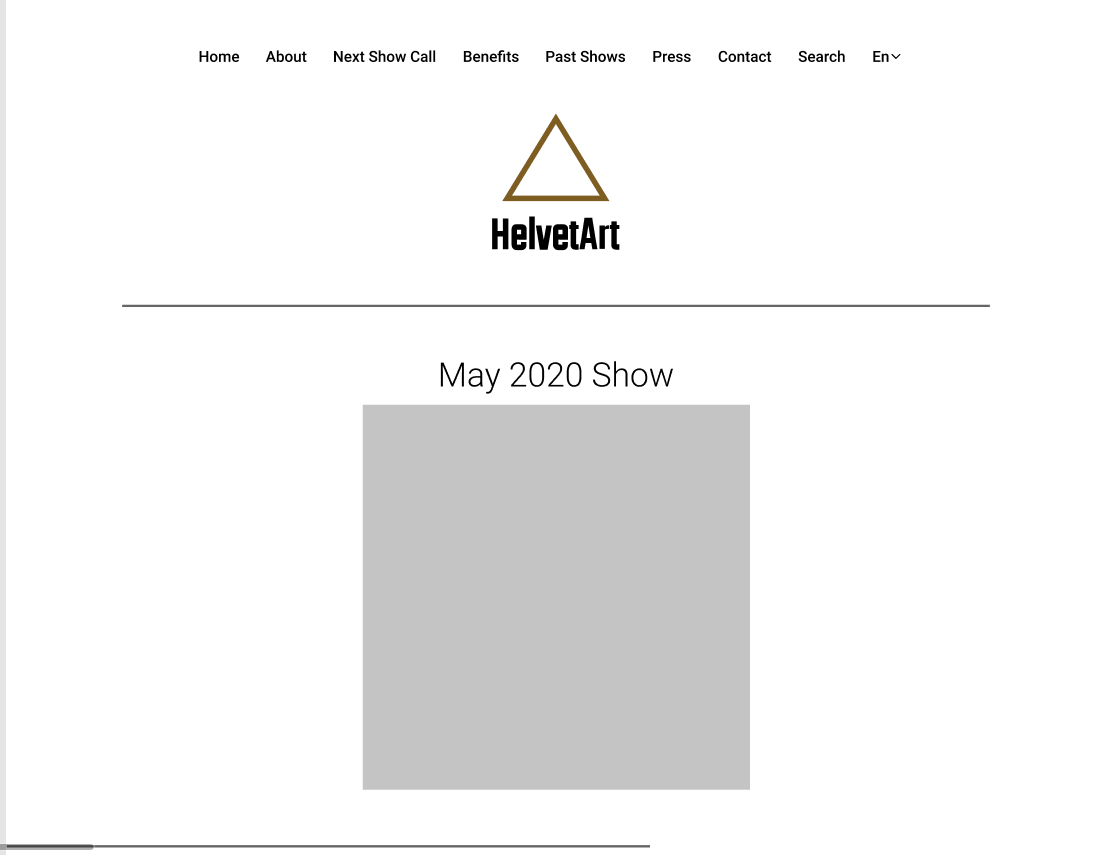 Home About Next Show Call Benefits Past Shows Press Contact Search En
HelvetArt
May 2020 Show